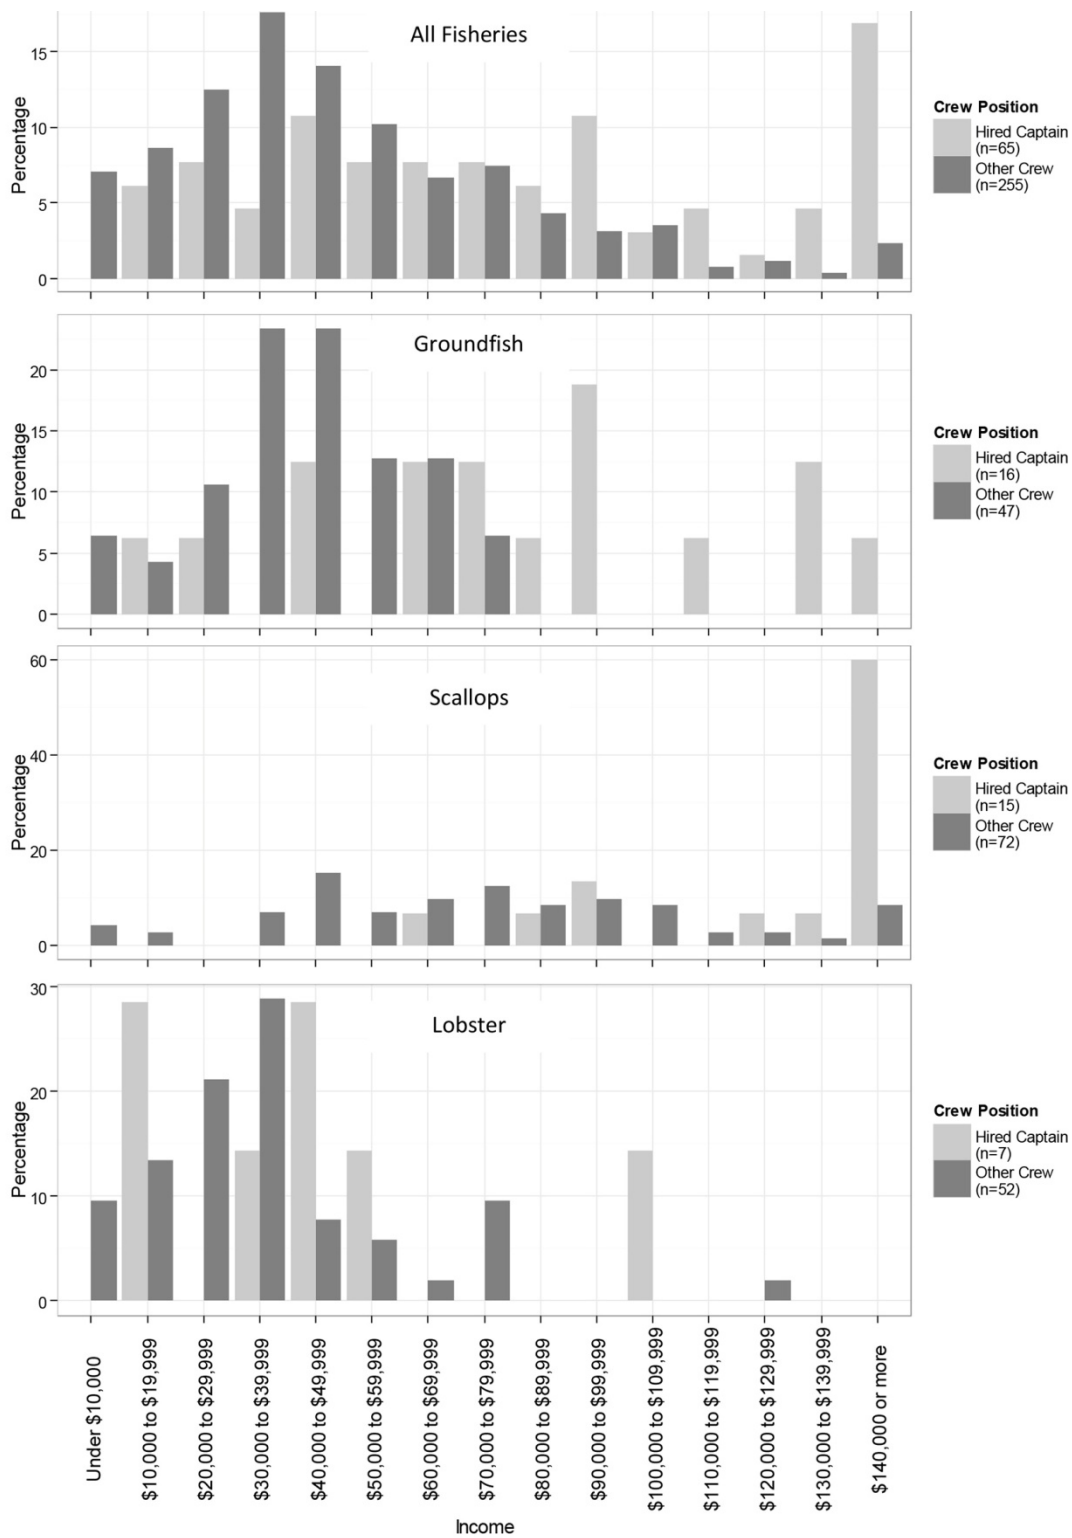 All Fisheries
Percentage
15
10
5
0
Crew Position
Hired Captain
(n=65)
Other Crew
(n=255)
Groundfish
Percentage
20
15
10
5
0
Crew Position
Hired Captain
(n=16)
Other Crew
(n=47)
Scallops
Percentage
60
40
20
0
Crew Position
Hired Captain
(n=15)
Other Crew
(n=72)
Lobster
Percentage
30
20
10
0
Crew Position
Hired Captain
(n=7)
Other Crew
(n=52)
Under $10,000
$10,000 to $19,999
$20,000 to $29,999
$30,000 to $39,999
$40,000 to $49,999
$50,000 to $59,999
$60,000 to $69,999
$70,000 to $79,999
$80,000 to $89,999
$90,000 to $99,999
$100,000 to $109,999
$110,000 to $119,999
$120,000 to $129,999
$130,000 to $139,999
$140,000 or more
Income